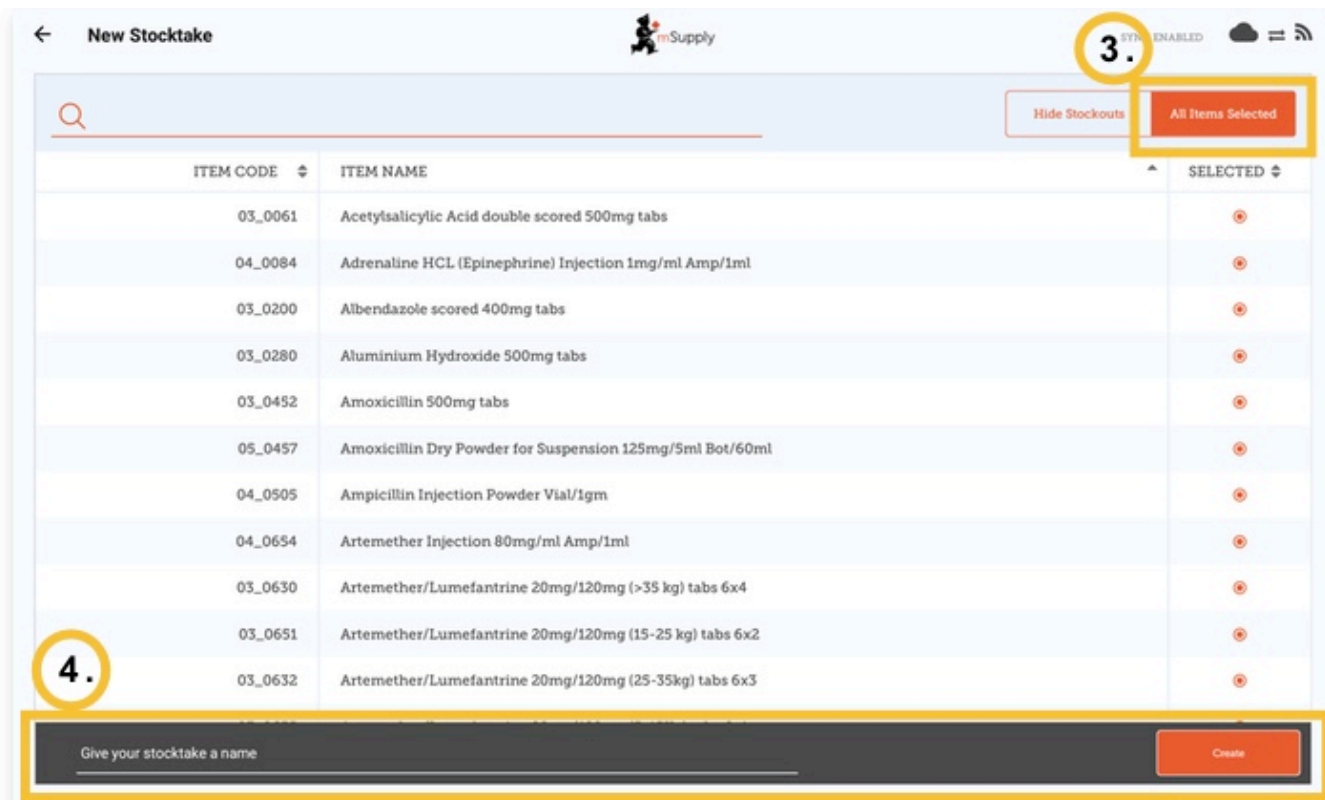 New Stocktake
mSupply
SYNC ENABLED
3.
Hide Stockouts
All Items Selected
ITEM CODE
ITEM NAME
SELECTED
03_0061 Acetylsalicylic Acid double scored 500mg tabs
04_0084 Adrenaline HCL (Epinephrine) Injection 1mg/ml Amp/1ml
03_0200 Albendazole scored 400mg tabs
03_0280 Aluminium Hydroxide 500mg tabs
03_0452 Amoxicillin 500mg tabs
05_0457 Amoxicillin Dry Powder for Suspension 125mg/5ml Bot/60ml
04_0505 Ampicillin Injection Powder Vial/1gm
04_0654 Artemether Injection 80mg/ml Amp/1ml
03_0630 Artemether/Lumefantrine 20mg/120mg (>35 kg) tabs 6x4
03_0651 Artemether/Lumefantrine 20mg/120mg (15-25 kg) tabs 6x2
03_0632 Artemether/Lumefantrine 20mg/120mg (25-35kg) tabs 6x3
4.
Give your stocktake a name
Create